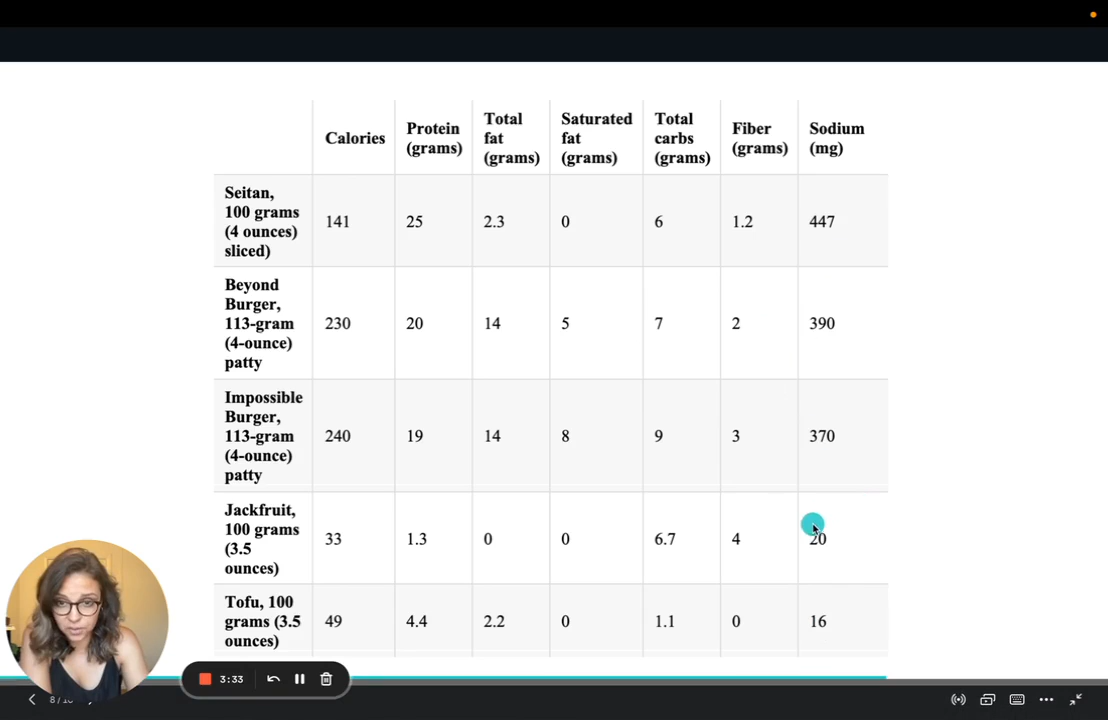 Calories
Protein
(grams)
Total
fat
(grams)
Saturated
fat
(grams)
Total
carbs
(grams)
Fiber
(grams)
Sodium
(mg)
Seitan,
100 grams
(4 ounces)
sliced)
141
25
2.3
0
6
1.2
447
Beyond
Burger,
113-gram
(4-ounce)
patty
230
20
14
5
7
2
390
Impossible
Burger,
113-gram
(4-ounce)
patty
240
19
14
8
9
3
370
Jackfruit,
100 grams
(3.5
ounces)
33
1.3
0
0
6.7
4
20
Tofu, 100
grams (3.5
ounces)
49
4.4
2.2
0
1.1
0
16
3:33